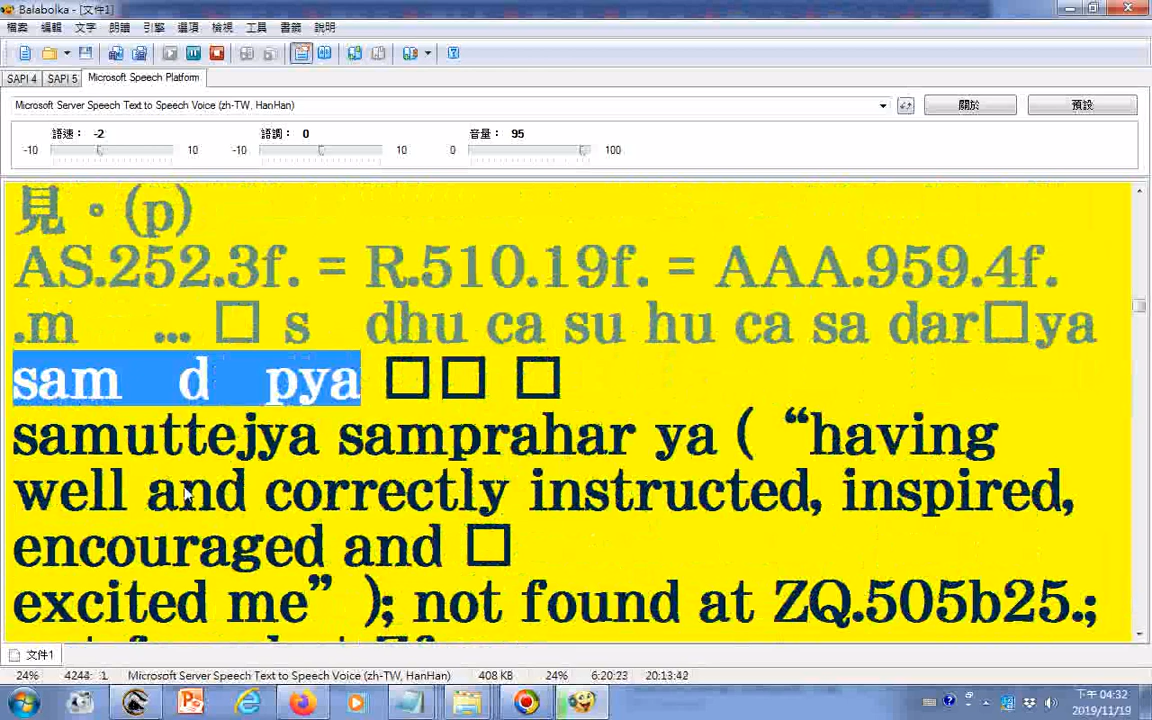 Balabolka - [文件1]
檔案 編輯 文字 朗讀 引擎 選項 檢視 工具 書籤 說明
SAPI 4 SAPI 5 Microsoft Speech Platform
Microsoft Server Speech Text to Speech Voice (zh-TW, HanHan) 關於 預設
語速： -2 語調： 0 音量： 95
-10 10 -10 10 0 100
見。(p)
AS.252.3f. = R.510.19f. = AAA.959.4f.
.m ... □ s dhu ca su hu ca sa dar□ya
sam d pya □□ □
samuttejya samprahar ya (“having
well and correctly instructed, inspired,
encouraged and □
excited me”); not found at ZQ.505b25.;
文件1
24% 4244: 1 Microsoft Server Speech Text to Speech Voice (zh-TW, HanHan) 408 KB 24% 6:20:23 20:13:42
下午 04:32
2019/11/19